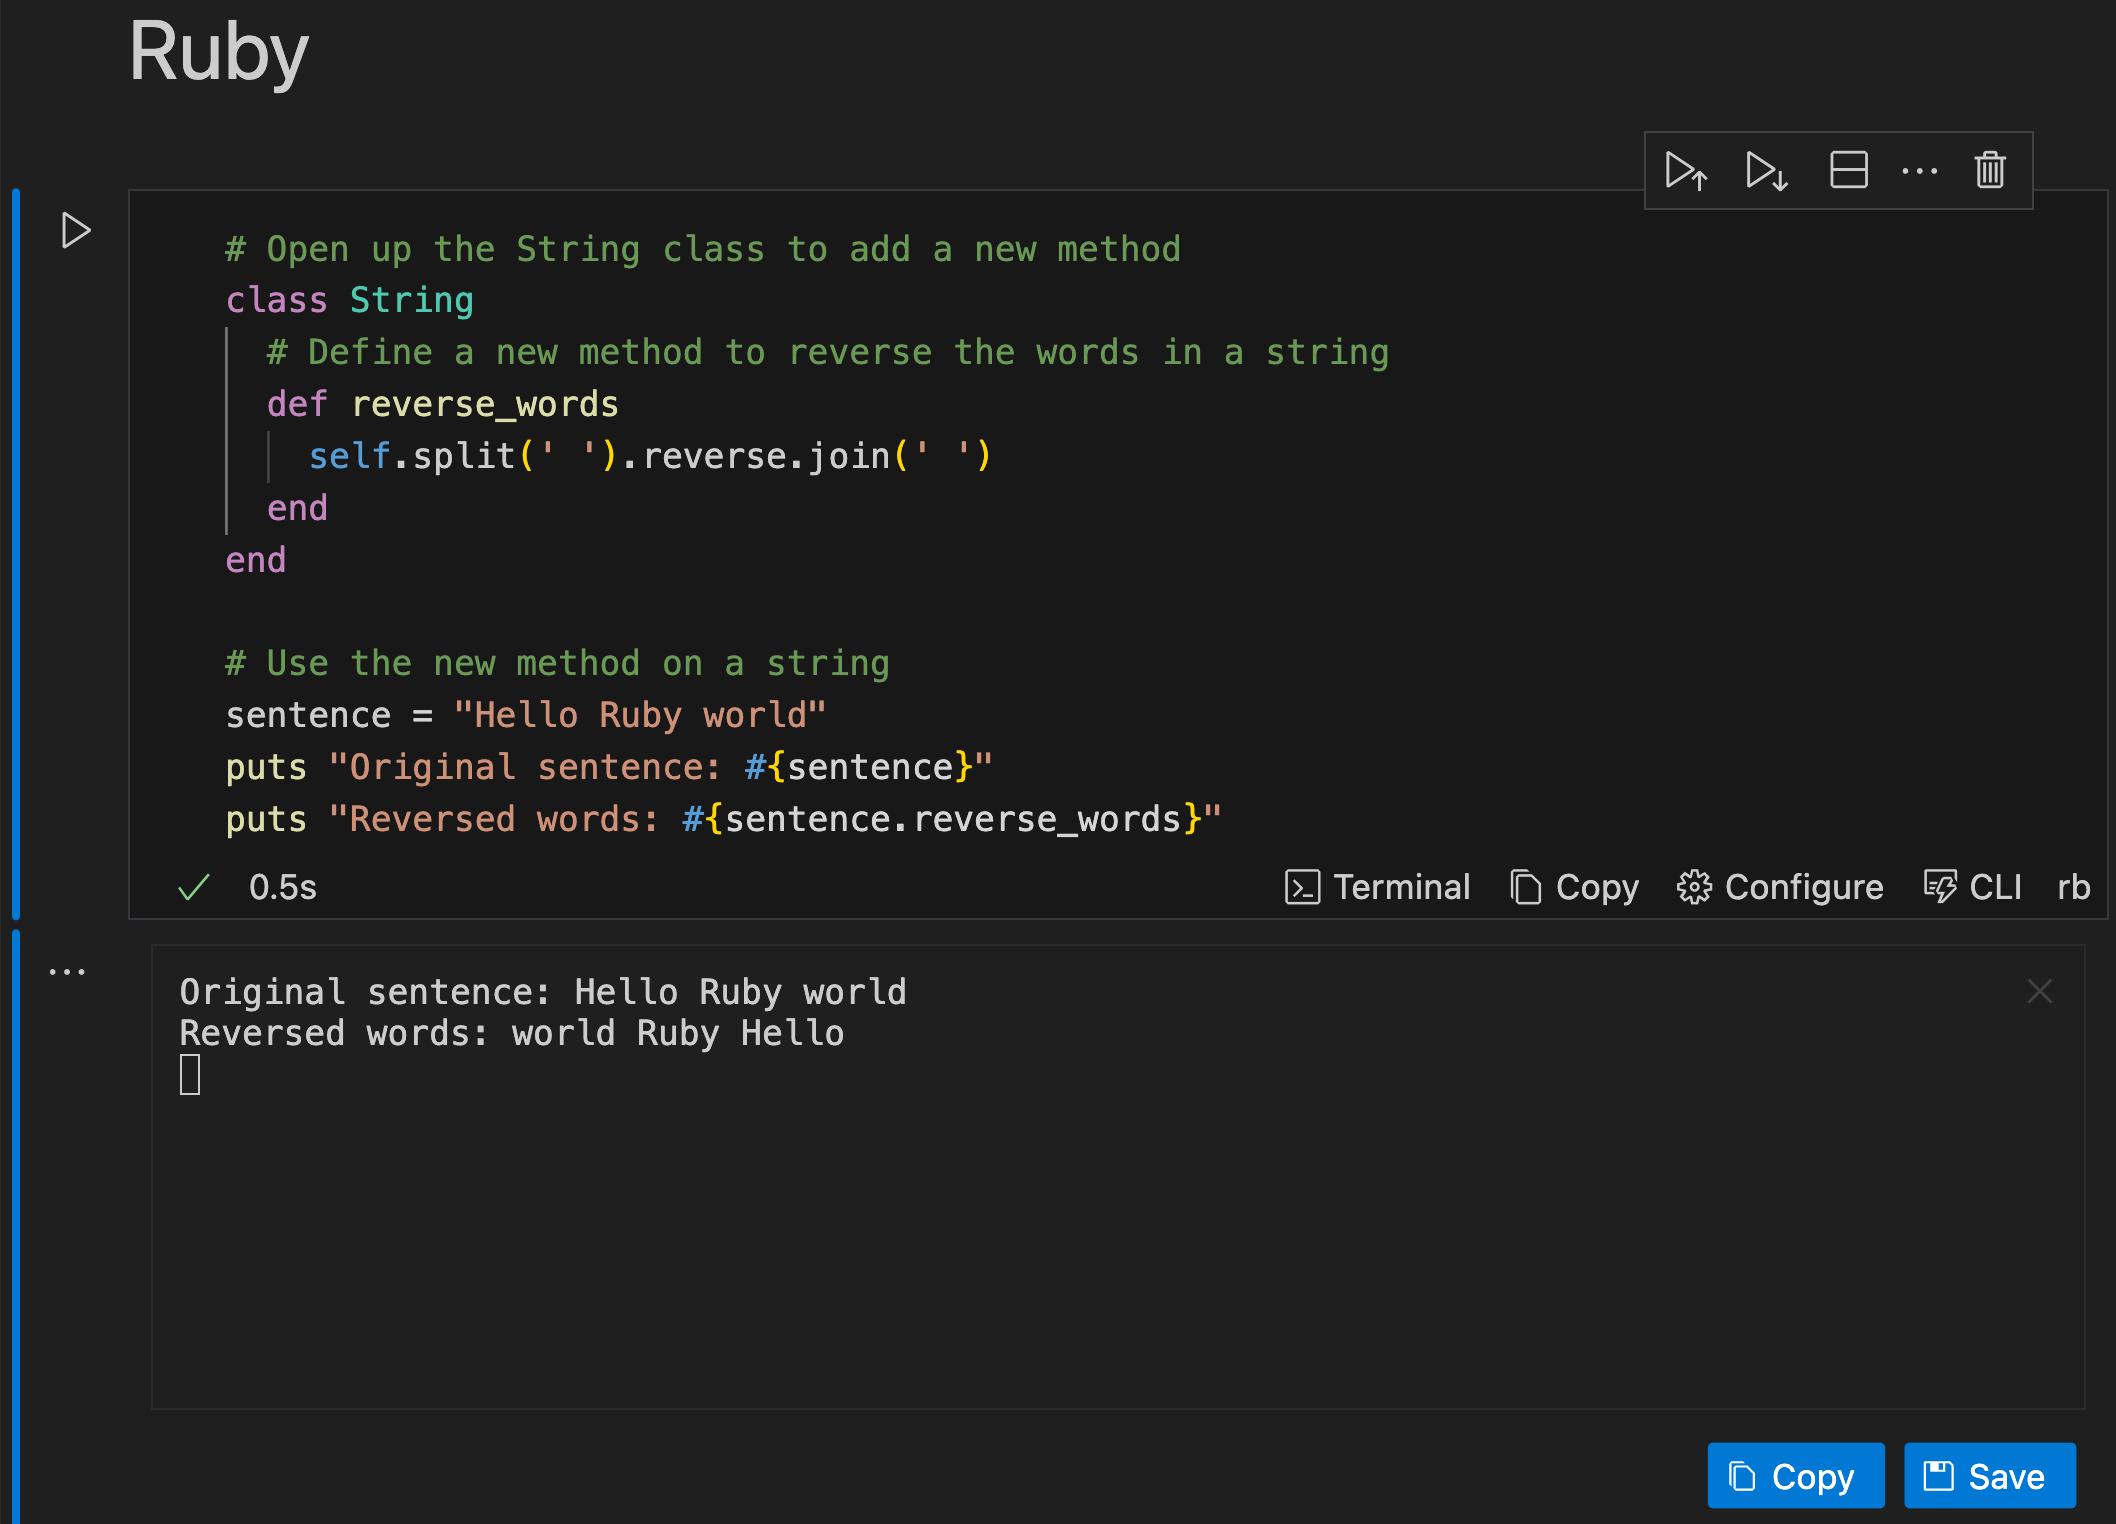 Ruby
# Open up the String class to add a new method
class String
  # Define a new method to reverse the words in a string
  def reverse_words
    self.split(' ').reverse.join(' ')
  end
end

# Use the new method on a string
sentence = "Hello Ruby world"
puts "Original sentence: #{sentence}"
puts "Reversed words: #{sentence.reverse_words}"
0.5s Terminal Copy Configure CLI rb
Original sentence: Hello Ruby world
Reversed words: world Ruby Hello
Copy Save